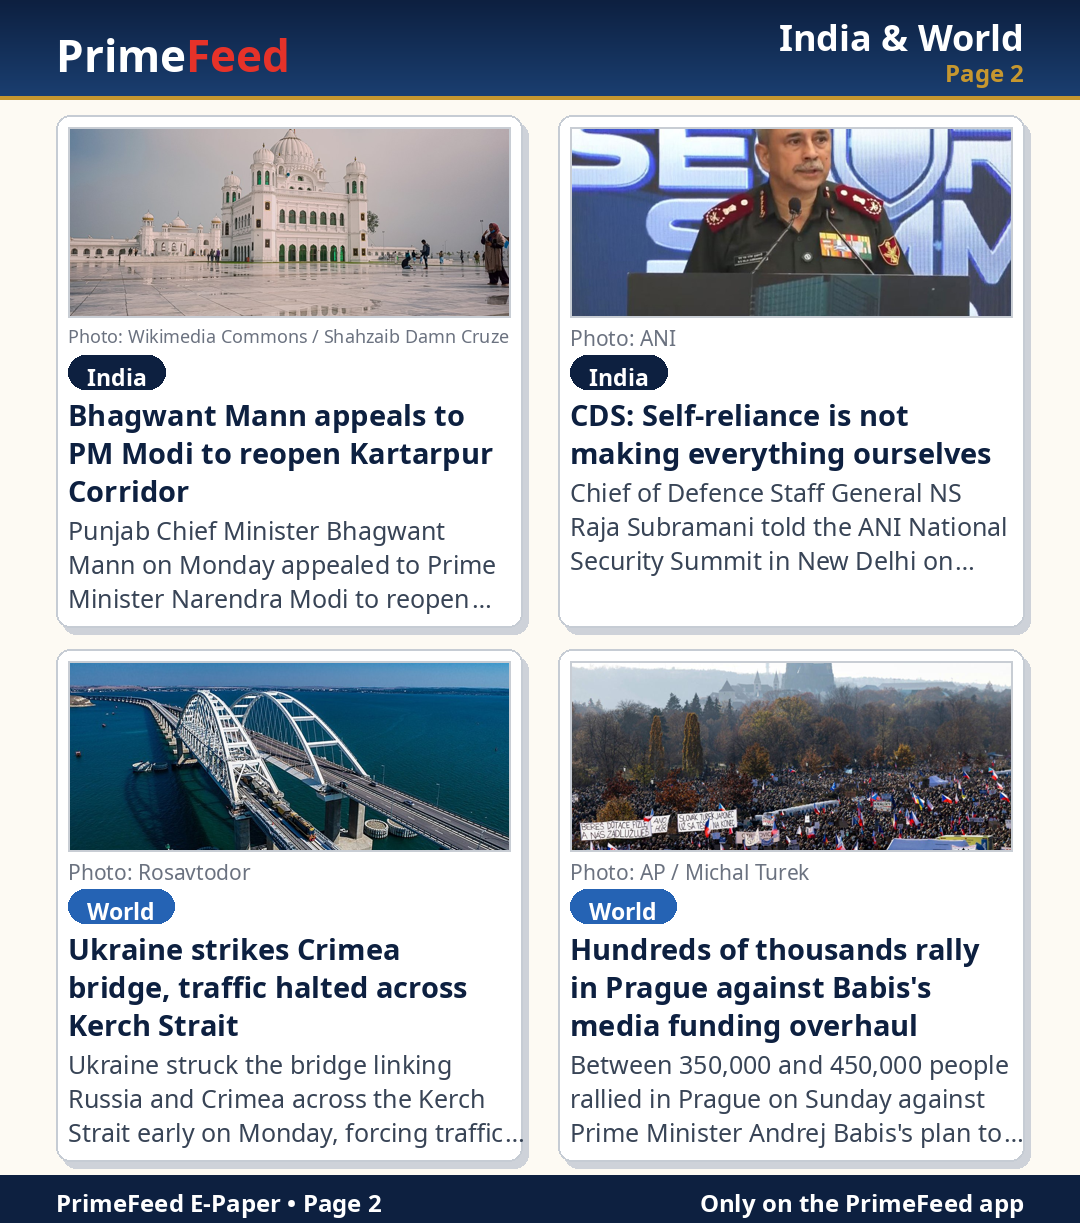 PrimeFeed
India & World
Page 2
Photo: Wikimedia Commons / Shahzaib Damn Cruze
India
Bhagwant Mann appeals to
PM Modi to reopen Kartarpur
Corridor
Punjab Chief Minister Bhagwant
Mann on Monday appealed to Prime
Minister Narendra Modi to reopen...
Photo: ANI
India
CDS: Self-reliance is not
making everything ourselves
Chief of Defence Staff General NS
Raja Subramani told the ANI National
Security Summit in New Delhi on...
Photo: Rosavtodor
World
Ukraine strikes Crimea
bridge, traffic halted across
Kerch Strait
Ukraine struck the bridge linking
Russia and Crimea across the Kerch
Strait early on Monday, forcing traffic...
Photo: AP / Michal Turek
World
Hundreds of thousands rally
in Prague against Babis's
media funding overhaul
Between 350,000 and 450,000 people
rallied in Prague on Sunday against
Prime Minister Andrej Babis's plan to...
PrimeFeed E-Paper • Page 2
Only on the PrimeFeed app